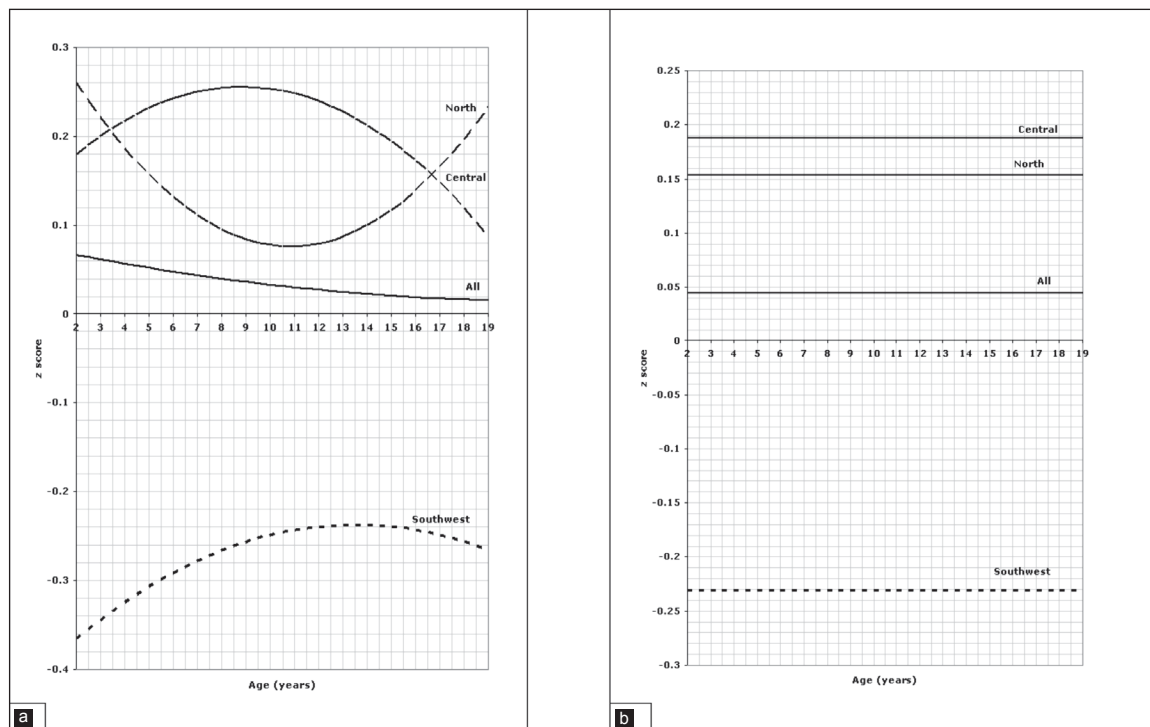 0.3
North
0.2
Central
0.1
All
0
2 3 4 5 6 7 8 9 10 11 12 13 14 15 16 17 18 19
z score
-0.1
-0.2
Southwest
-0.3
-0.4
Age (years)
a
0.25
0.2
Central
North
0.15
0.1
All
0.05
0
2 3 4 5 6 7 8 9 10 11 12 13 14 15 16 17 18 19
z score
-0.05
-0.1
-0.15
-0.2
Southwest
-0.25
-0.3
Age (years)
b